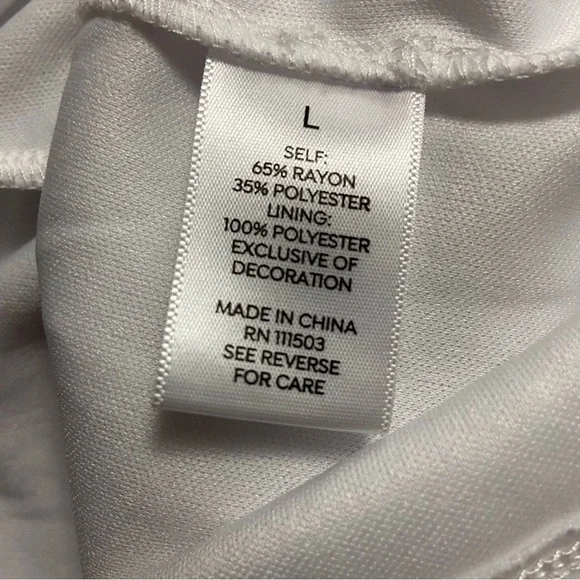 L
SELF:
65% RAYON
35% POLYESTER
LINING:
100% POLYESTER
EXCLUSIVE OF
DECORATION
MADE IN CHINA
RN 111503
SEE REVERSE
FOR CARE